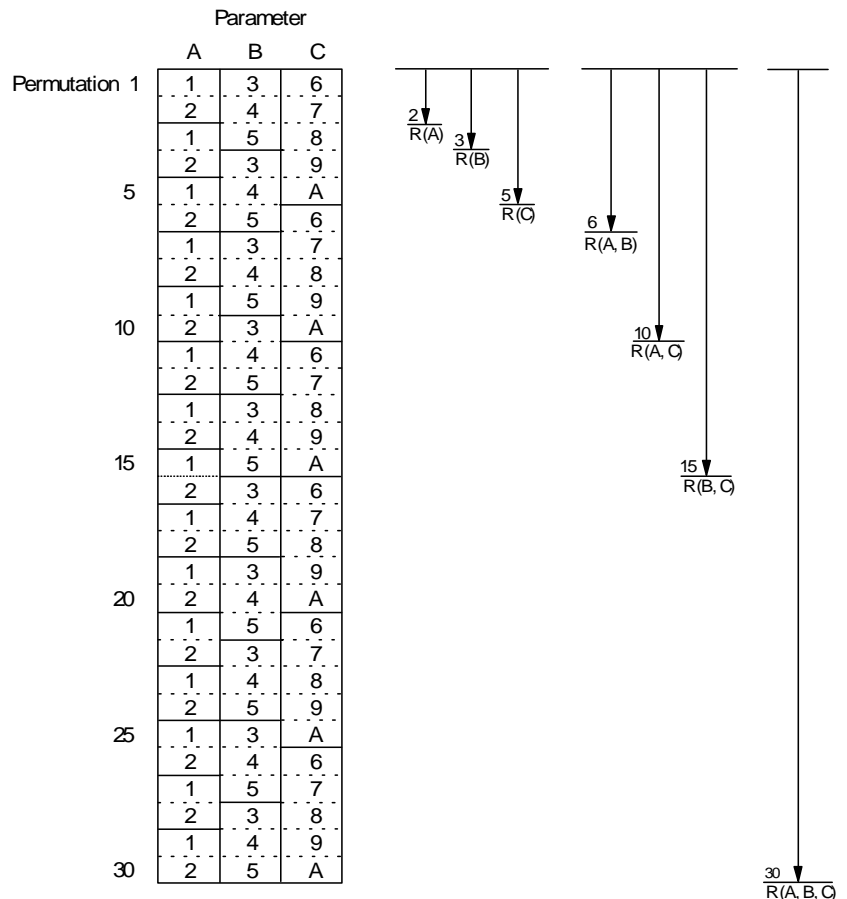 Parameter
A B C
Permutation 1 1 3 6
2 4 7
1 5 8
2 3 9
5 1 4 A
2 5 6
1 3 7
2 4 8
1 5 9
10 2 3 A
1 4 6
2 5 7
1 3 8
2 4 9
15 1 5 A
2 3 6
1 4 7
2 5 8
1 3 9
20 2 4 A
1 5 6
2 3 7
1 4 8
2 5 9
25 1 3 A
2 4 6
1 5 7
2 3 8
1 4 9
30 2 5 A
2
R(A)
3
R(B)
5
R(C)
6
R(A, B)
10
R(A, C)
15
R(B, C)
30
R(A, B, C)